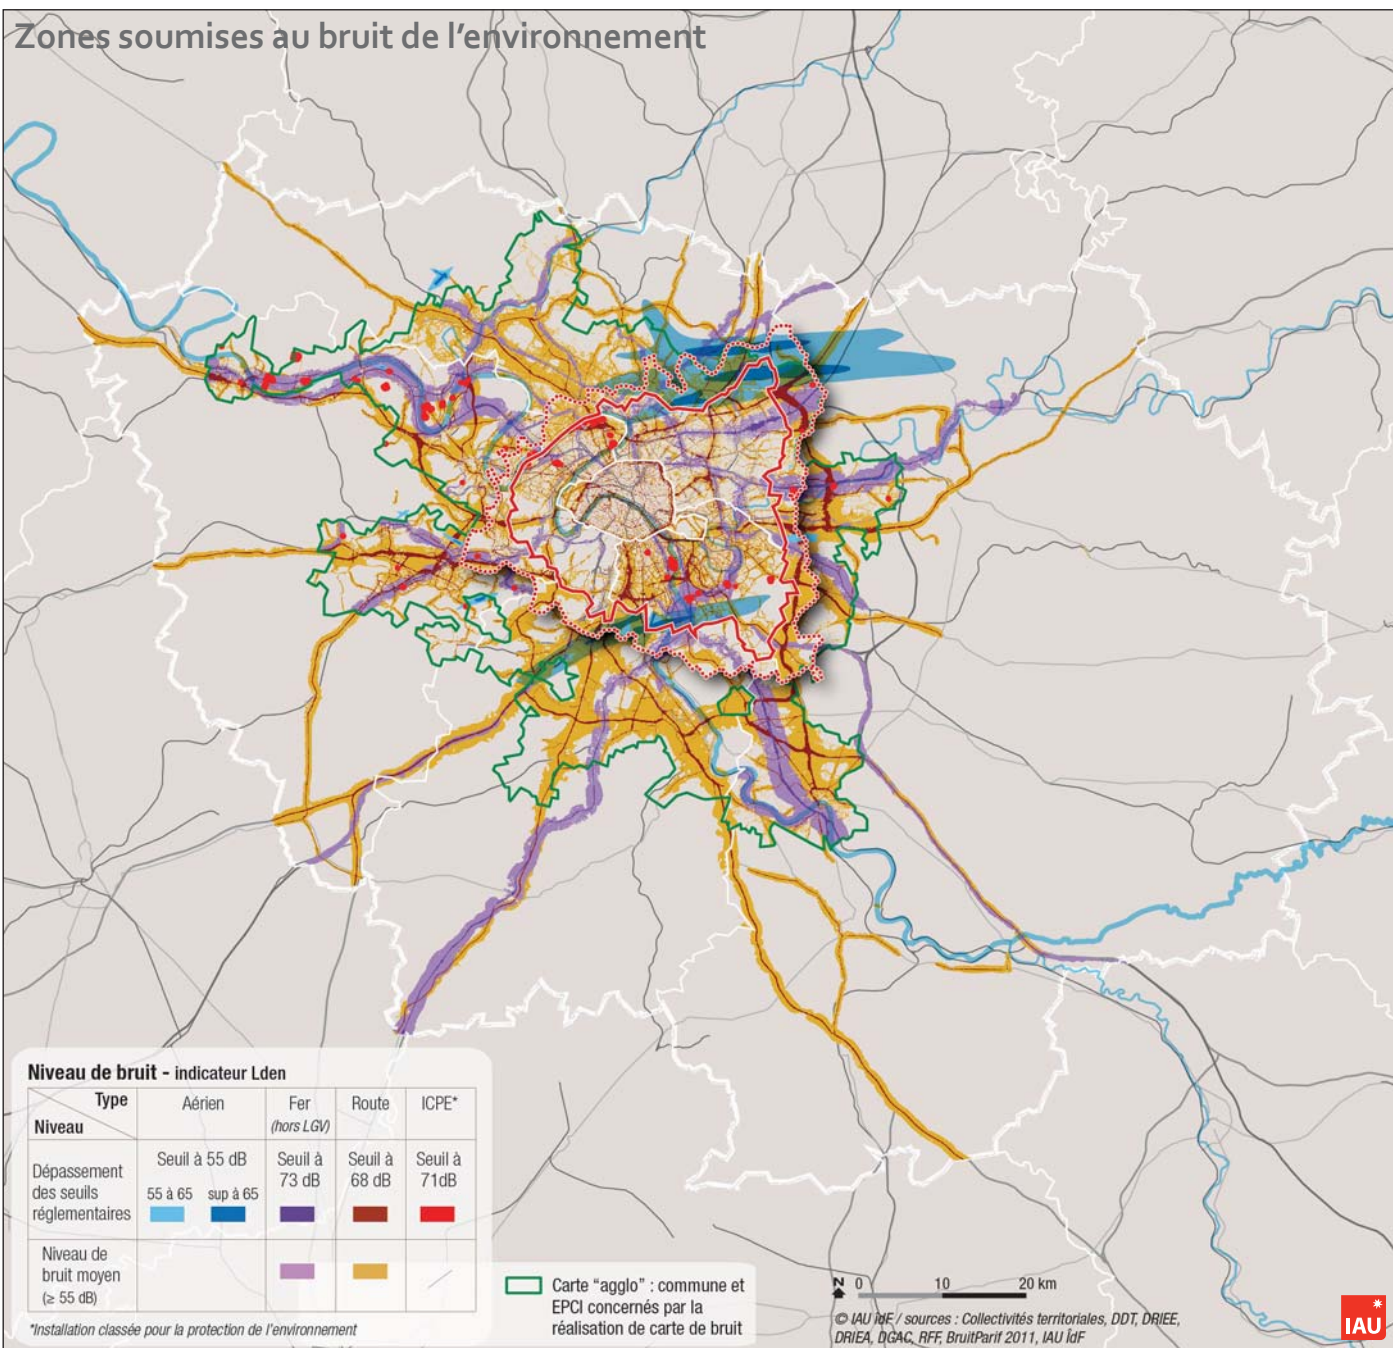 Zones soumises au bruit de l'environnement
Niveau de bruit - indicateur Lden
Type
Niveau
Aérien
Fer
(hors LGV)
Route
ICPE*
Dépassement
des seuils
réglementaires
Seuil à 55 dB
55 à 65
sup à 65
Seuil à
73 dB
Seuil à
68 dB
Seuil à
71dB
Niveau de
bruit moyen
(≥ 55 dB)
*Installation classée pour la protection de l'environnement
Carte "agglo" : commune et
EPCI concernés par la
réalisation de carte de bruit
N
0 10 20 km
© IAU îdF / sources : Collectivités territoriales, DDT, DRIEE,
DRIEA, DGAC, RFF, BruitParif 2011, IAU îdF
IAU